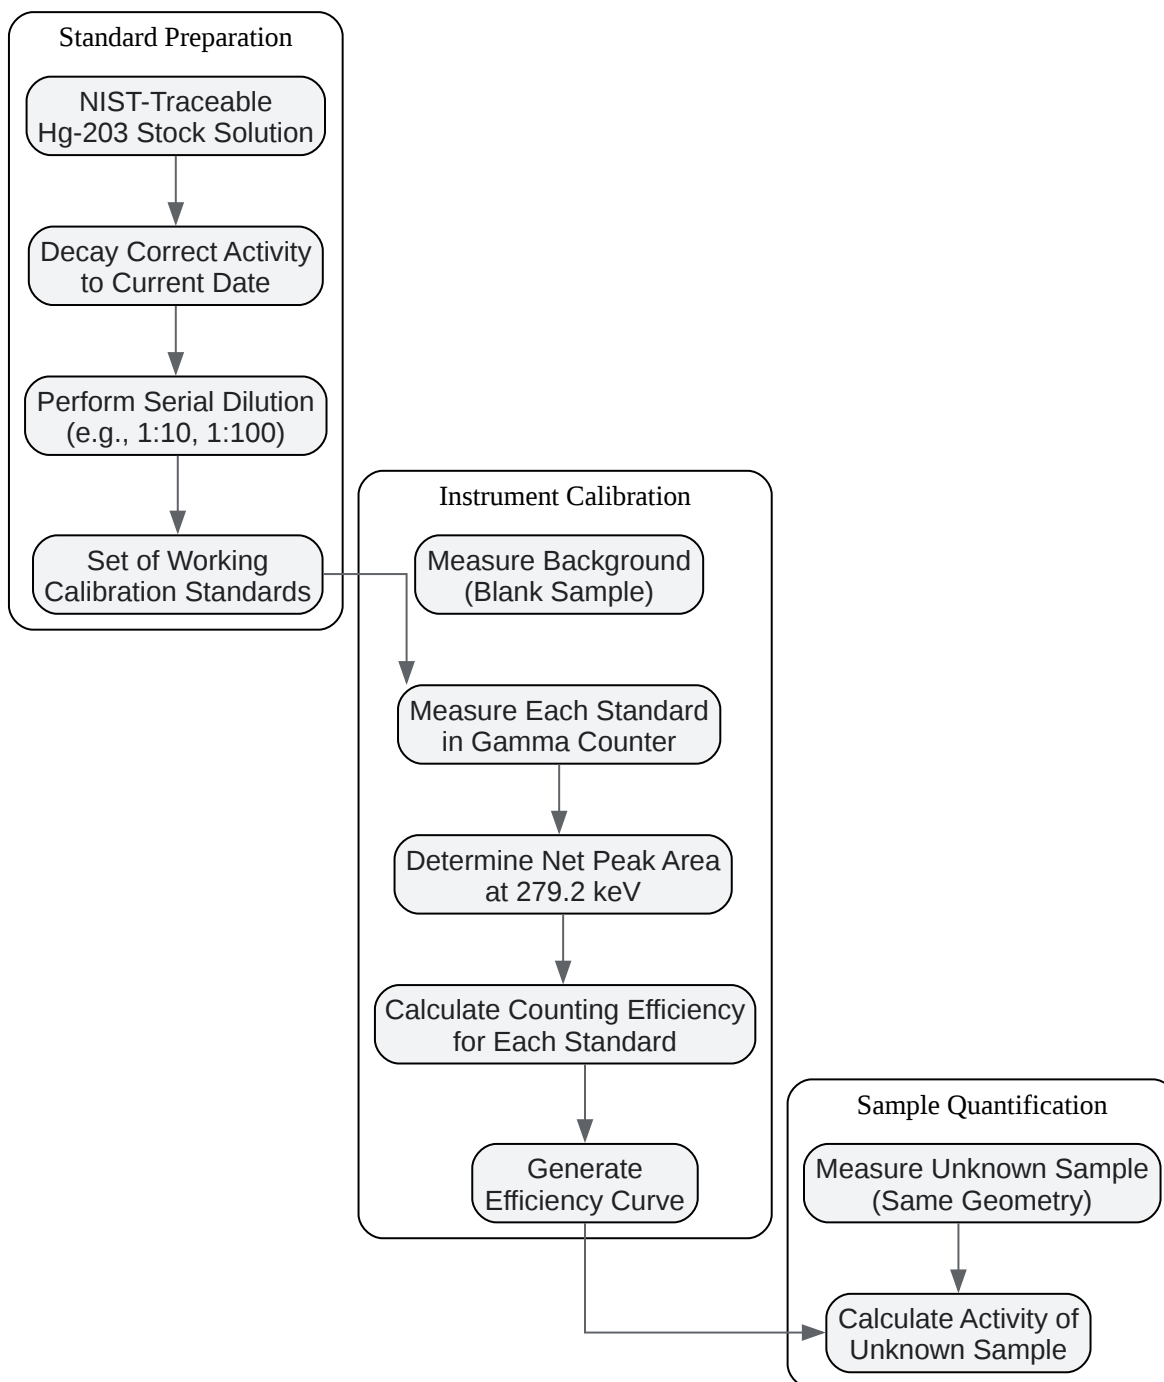 Standard Preparation
NIST-Traceable
Hg-203 Stock Solution
Decay Correct Activity
to Current Date
Perform Serial Dilution
(e.g., 1:10, 1:100)
Set of Working
Calibration Standards
Instrument Calibration
Measure Background
(Blank Sample)
Measure Each Standard
in Gamma Counter
Determine Net Peak Area
at 279.2 keV
Calculate Counting Efficiency
for Each Standard
Generate
Efficiency Curve
Sample Quantification
Measure Unknown Sample
(Same Geometry)
Calculate Activity of
Unknown Sample